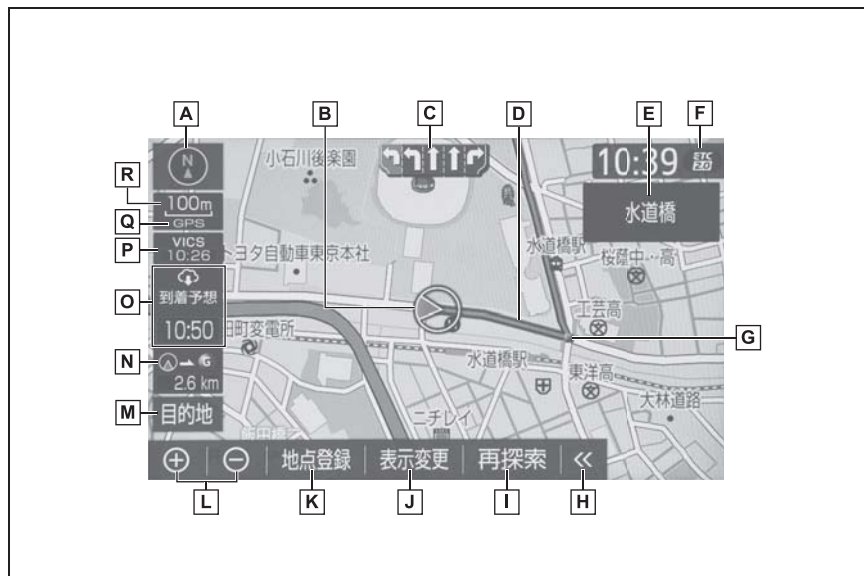 A
B
C
D
E
F
N
小石川後楽園
10:39
ETC
2.0
R
100m
Q
GPS
水道橋
P
VICS
10:26
トヨタ自動車東京本社
水道橋駅
O
到着予想
10:50
工芸高
町変電所
G
N
G
2.6 km
水道橋駅
東洋高
大林道路
M
目的地
ニチレイ
飯田橋
地点登録
表示変更
再探索
L
K
J
I
H